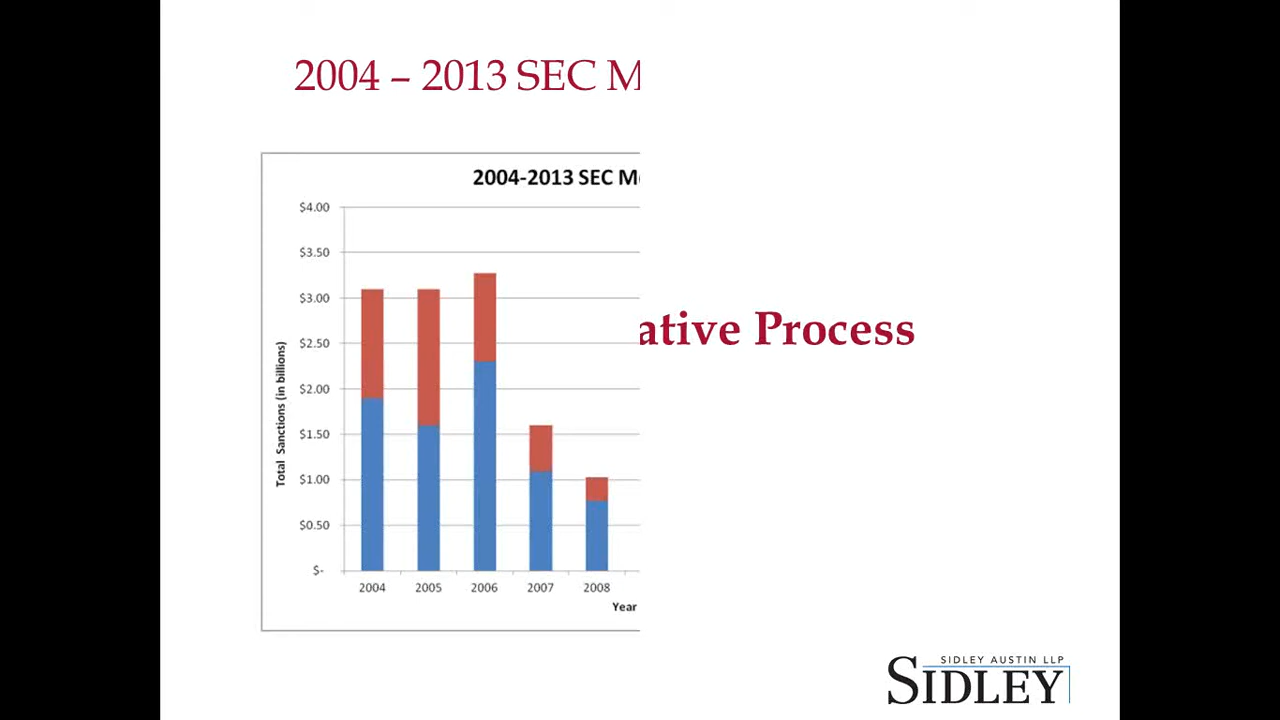 2004 – 2013 SEC M
2004-2013 SEC M
$4.00
$3.50
$3.00
$2.50
$2.00
$1.50
$1.00
$0.50
$-
Total Sanctions (in billions)
2004 2005 2006 2007 2008
Year
ative Process
SIDLEY AUSTIN LLP
SIDLEY